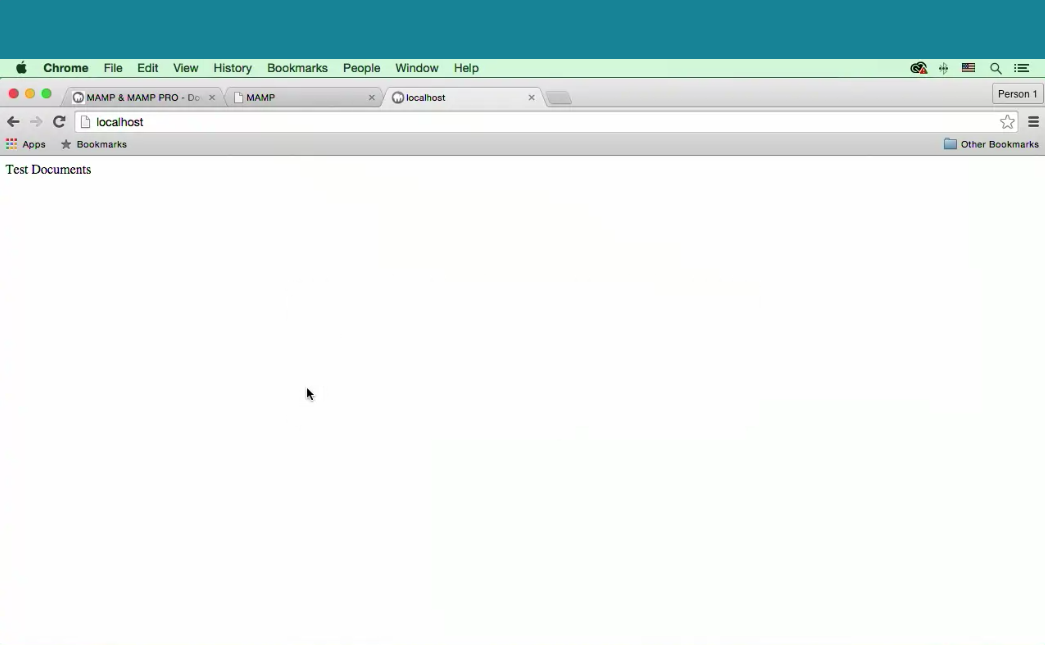 Chrome File Edit View History Bookmarks People Window Help
MAMP & MAMP PRO - Do MAMP localhost Person 1
localhost
Apps Bookmarks Other Bookmarks
Test Documents